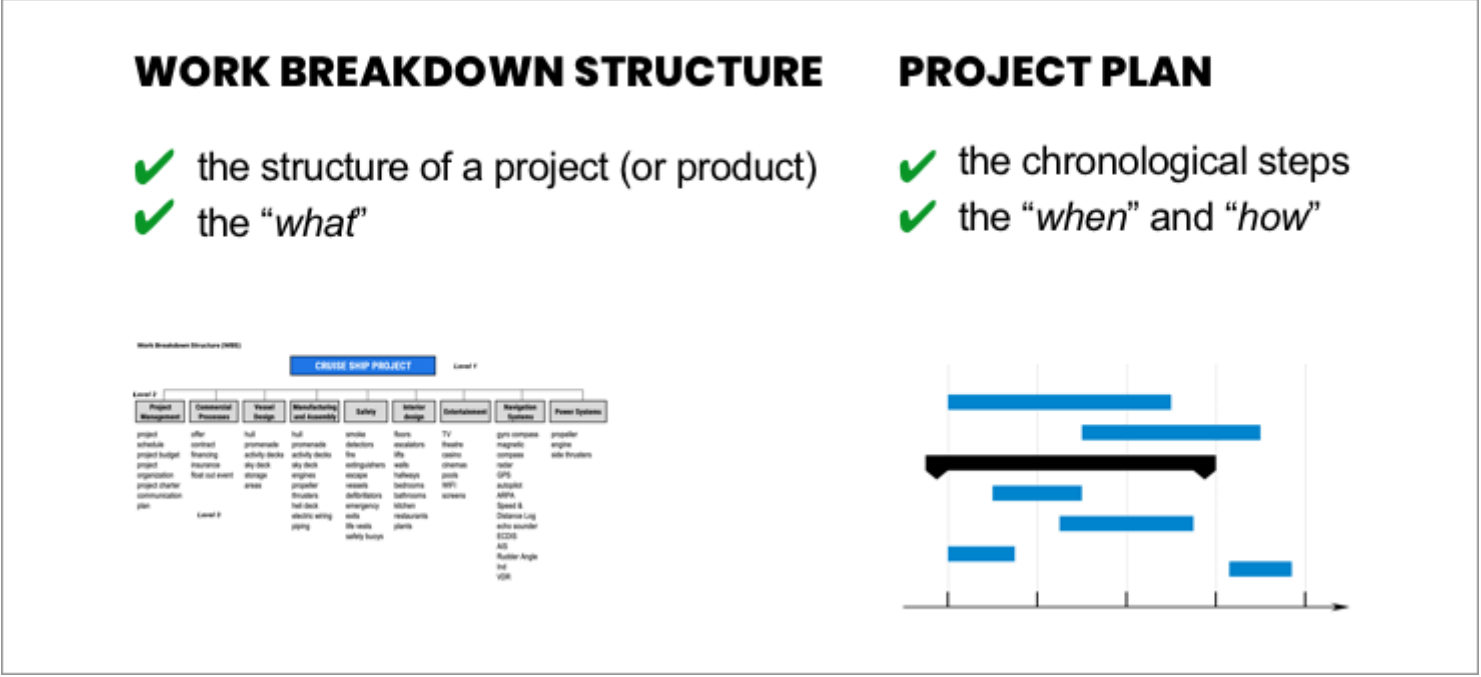 WORK BREAKDOWN STRUCTURE
✔ the structure of a project (or product)
✔ the “what”
PROJECT PLAN
✔ the chronological steps
✔ the “when” and “how”
Work Breakdown Structure (WBS)
CRUISE SHIP PROJECT
Level 1
Level 2
Project
Management
project
schedule
project budget
project
organization
project charter
communication
plan
Commercial
Processes
offer
contract
financing
insurance
float out event
Level 3
Vessel
Design
hull
promenade
activity decks
sky deck
storage
areas
Manufacturing
and Assembly
hull
promenade
activity decks
sky deck
engines
propeller
thrusters
heli deck
electric wiring
piping
Safety
smoke
detectors
fire
extinguishers
escape
vessels
defibrillators
emergency
exits
life vests
safety buoys
Interior
design
floors
escalators
lifts
walls
hallways
bedrooms
bathrooms
kitchen
restaurants
plants
Entertainment
TV
theatre
casino
cinemas
pools
WIFI
screens
Navigation
Systems
gyro compass
magnetic
compass
radar
GPS
autopilot
ARPA
Speed &
Distance Log
echo sounder
ECDIS
AIS
Rudder Angle
Ind
VDR
Power Systems
propeller
engine
side thrusters